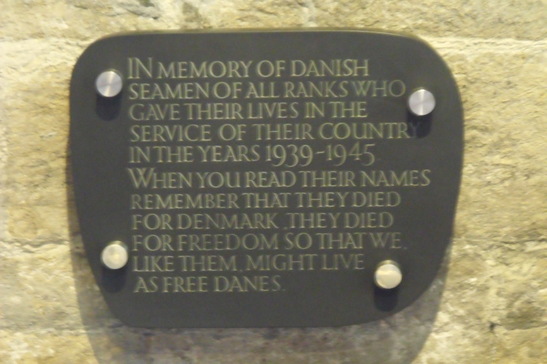 IN MEMORY OF DANISH
SEAMEN OF ALL RANKS WHO
GAVE THEIR LIVES IN THE
SERVICE OF THEIR COUNTRY
IN THE YEARS 1939-1945
WHEN YOU READ THEIR NAMES
REMEMBER THAT THEY DIED
FOR DENMARK. THEY DIED
FOR FREEDOM SO THAT WE,
LIKE THEM, MIGHT LIVE
AS FREE DANES.